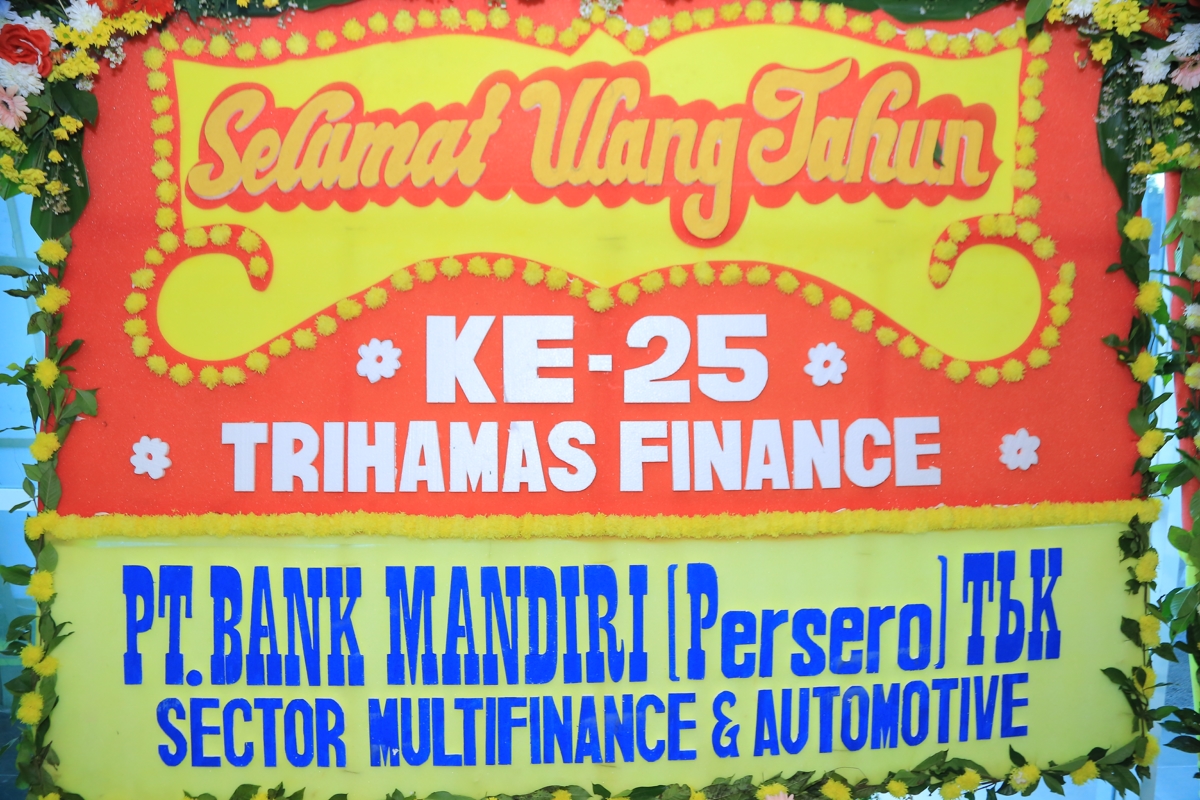 Selamat Ulang Tahun
KE-25
TRIHAMAS FINANCE
PT. BANK MANDIRI (Persero) TbK
SECTOR MULTIFINANCE & AUTOMOTIVE